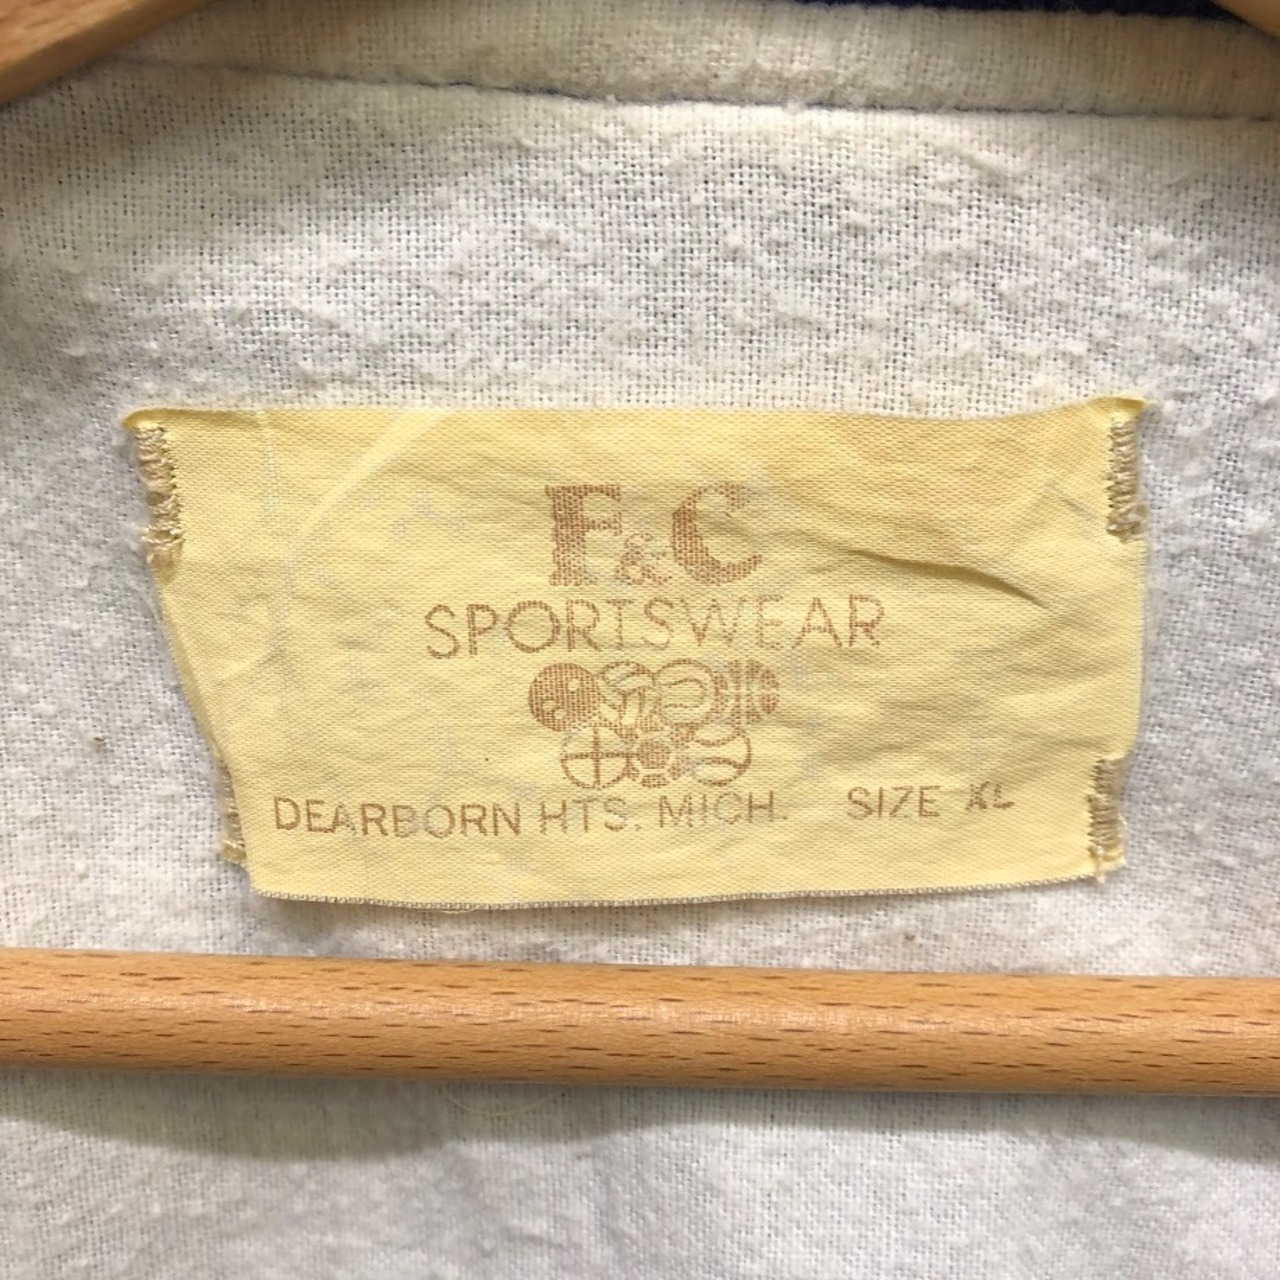 F&C
SPORTSWEAR
DEARBORN HTS. MICH. SIZE XL